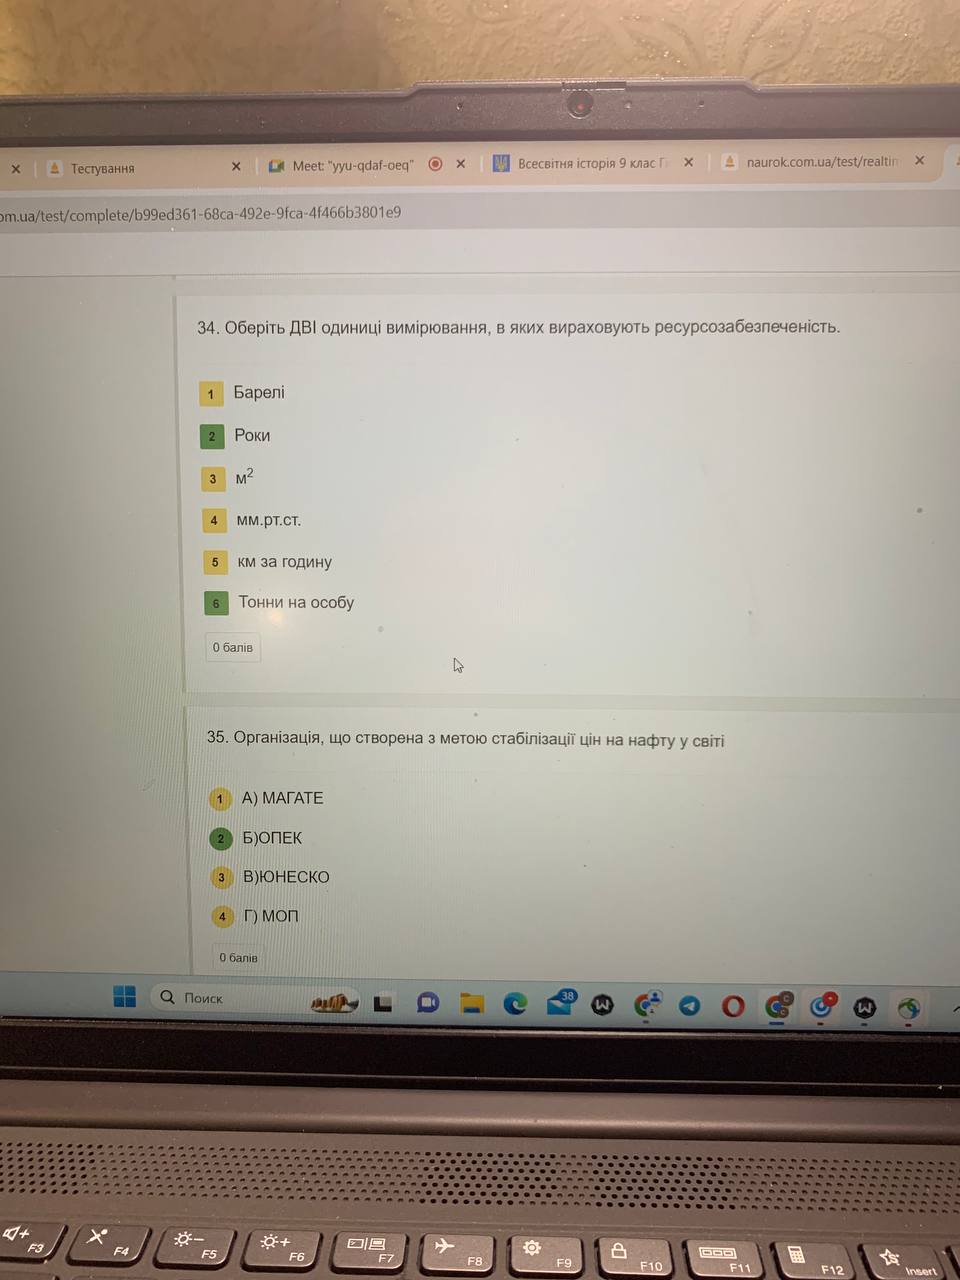 Тестування
Meet: "yyu-qdaf-oeq"
Всесвітня історія 9 клас Г
naurok.com.ua/test/realtin
om.ua/test/complete/b99ed361-68ca-492e-9fca-4f466b3801e9
34. Оберіть ДВІ одиниці вимірювання, в яких вираховують ресурсозабезпеченість.
1 Барелі
2 Роки
3 м²
4 мм.рт.ст.
5 км за годину
6 Тонни на особу
0 балів
35. Організація, що створена з метою стабілізації цін на нафту у світі
1 А) МАГАТЕ
2 Б)ОПЕК
3 В)ЮНЕСКО
4 Г) МОП
0 балів
Поиск
38
F3 F4 F5 F6 F7 F8 F9 F10 F11 F12 Insert